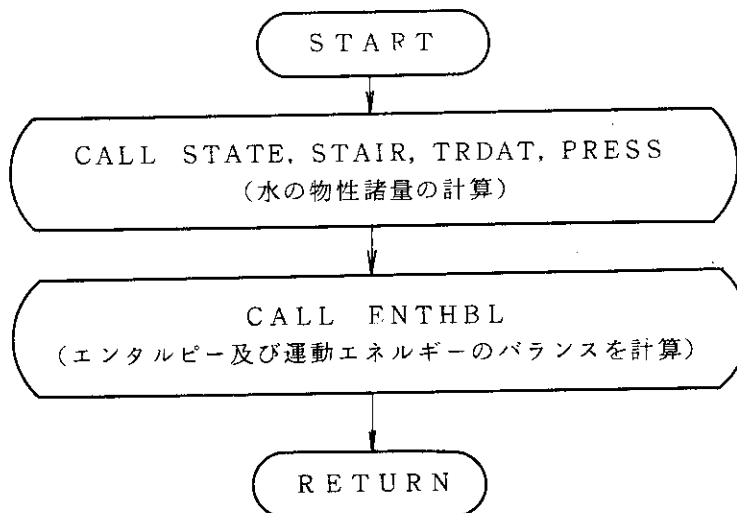 START
CALL STATE, STAIR, TRDAT, PRESS
(水の物性諸量の計算)
CALL ENTHBL
(エンタルピー及び運動エネルギーのバランスを計算)
RETURN